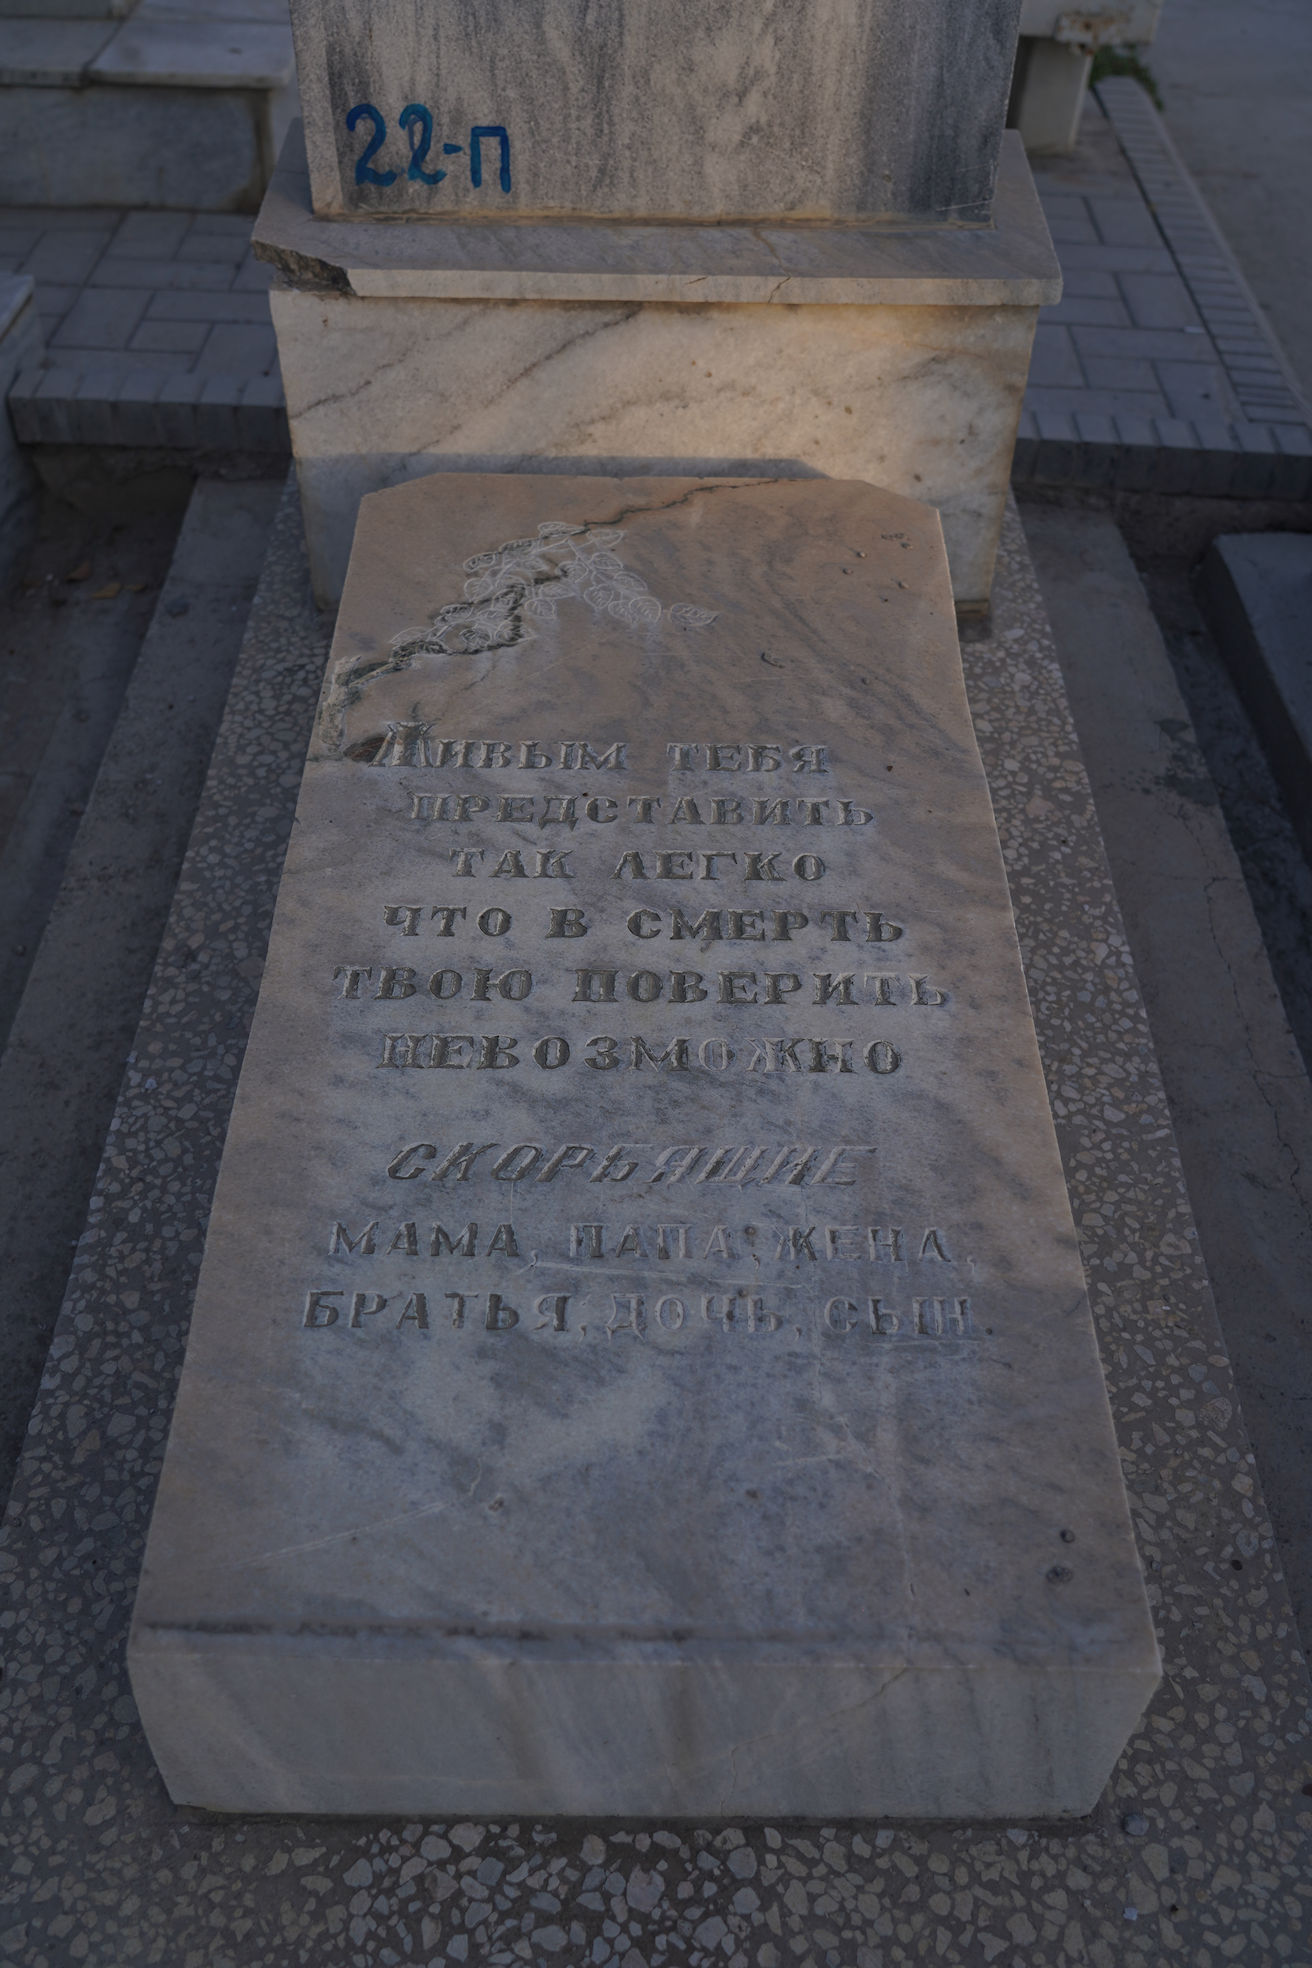 22-П
Живым тебя
представить
так легко
что в смерть
твою поверить
невозможно
Скорбящие
мама, папа, жена,
братья, дочь, сын.